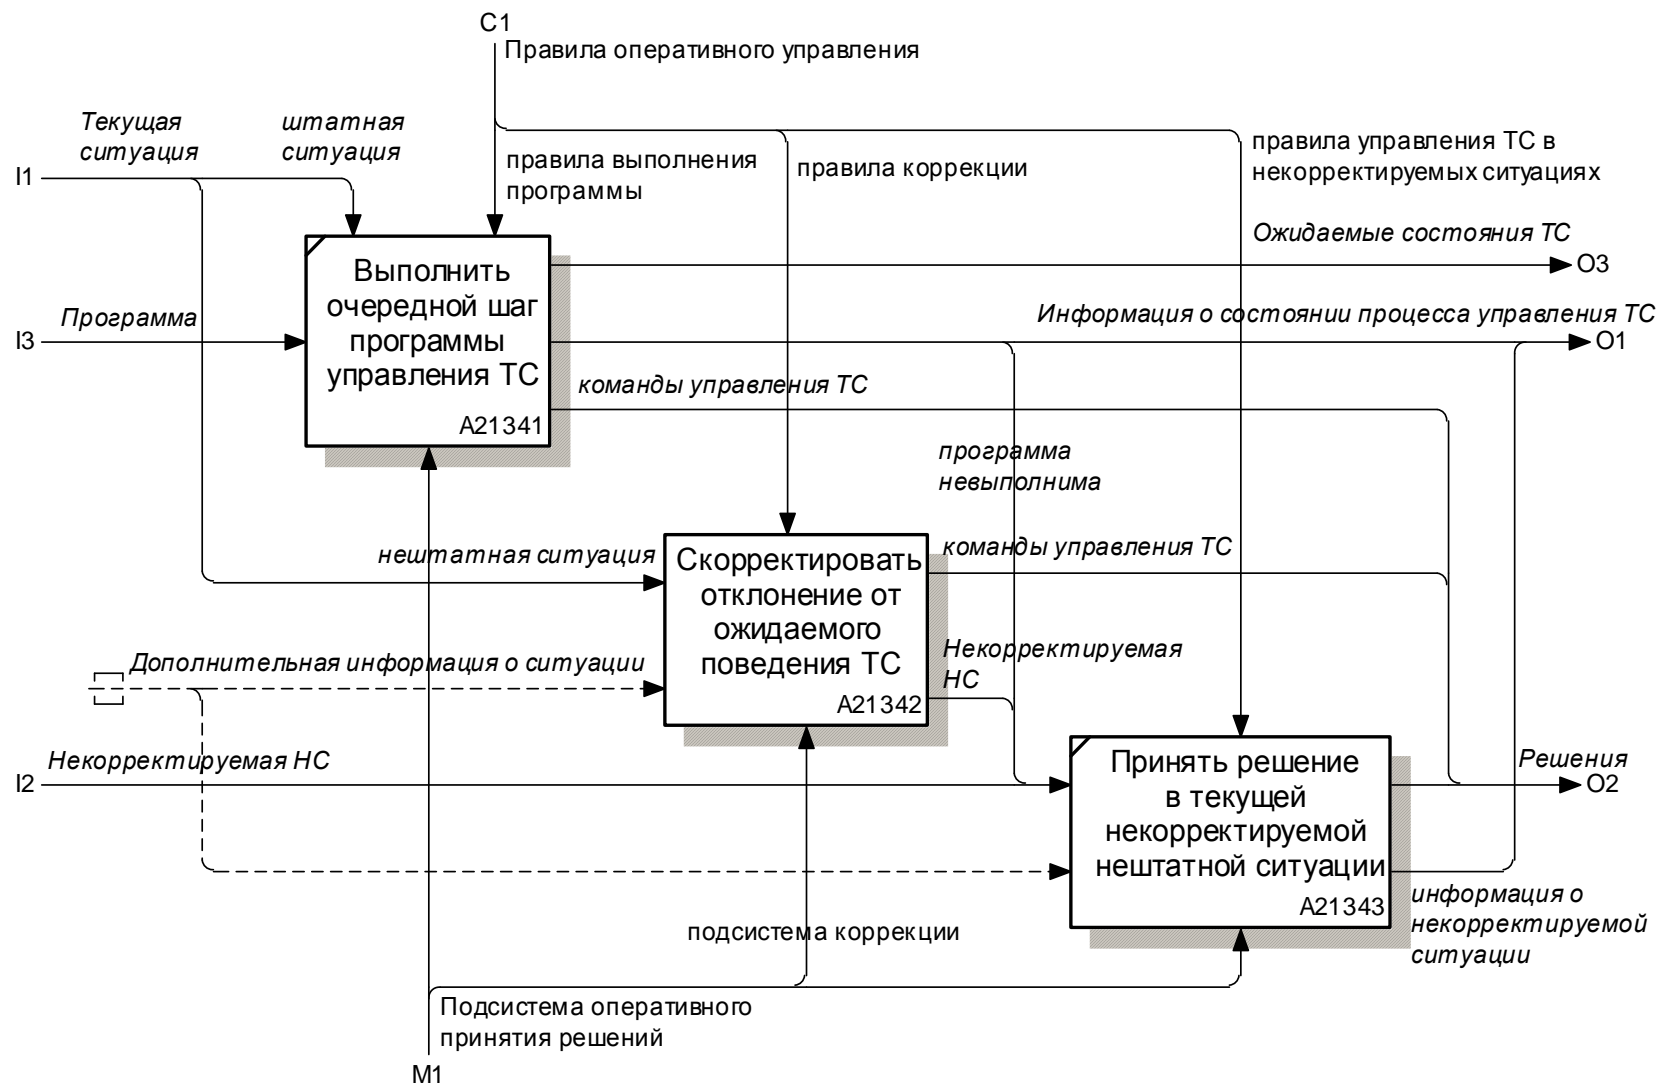 C1
Правила оперативного управления
Текущая
ситуация
штатная
ситуация
правила выполнения
программы
правила коррекции
правила управления ТС в
некорректируемых ситуациях
I1
Ожидаемые состояния ТС
O3
Выполнить
очередной шаг
программы
управления ТС
A21341
Программа
I3
Информация о состоянии процесса управления ТС
O1
команды управления ТС
программа
невыполнима
нештатная ситуация
Скорректировать
отклонение от
ожидаемого
поведения ТС
A21342
команды управления ТС
Дополнительная информация о ситуации
Некорректируемая
НС
Некорректируемая НС
I2
Принять решение
в текущей
некорректируемой
нештатной ситуации
A21343
Решения
O2
информация о
некорректируемой
ситуации
подсистема коррекции
Подсистема оперативного
принятия решений
M1